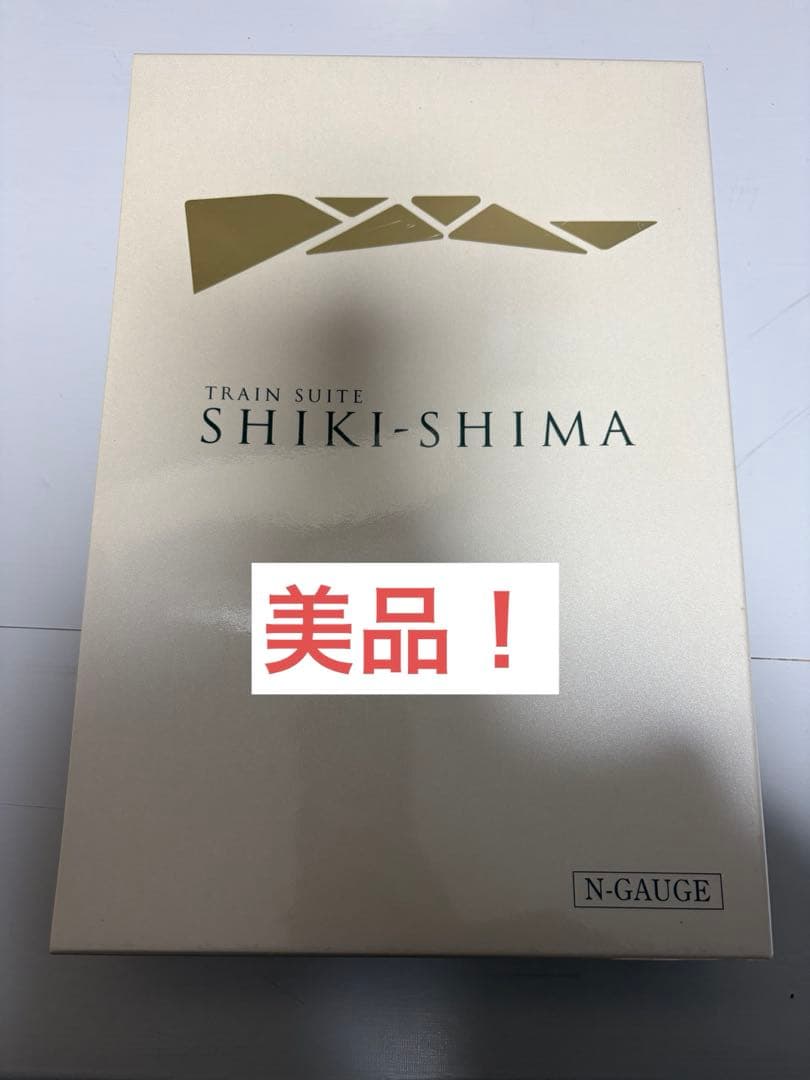 TRAIN SUITE
SHIKI-SHIMA
美品！
N-GAUGE